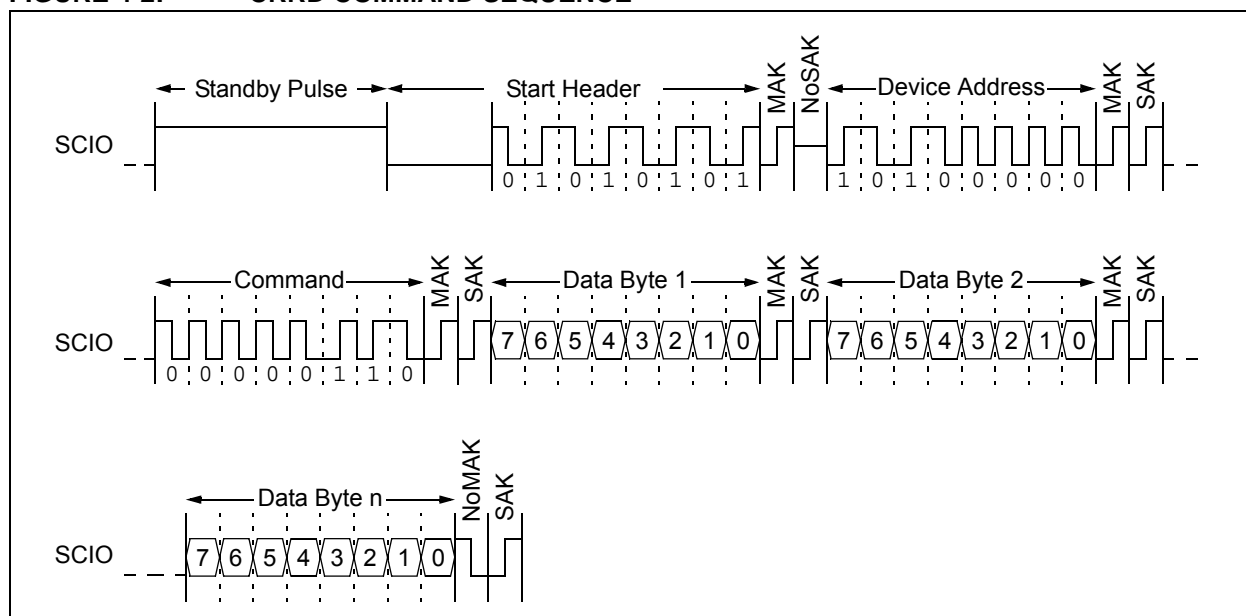 Standby Pulse Start Header MAK NoSAK Device Address MAK SAK
SCIO
0 1 0 1 0 1 0 1 1 0 1 0 0 0 0 0
Command MAK SAK Data Byte 1 MAK SAK Data Byte 2 MAK SAK
SCIO
7 6 5 4 3 2 1 0 7 6 5 4 3 2 1 0
0 0 0 0 0 1 1 0
Data Byte n NoMAK SAK
SCIO
7 6 5 4 3 2 1 0